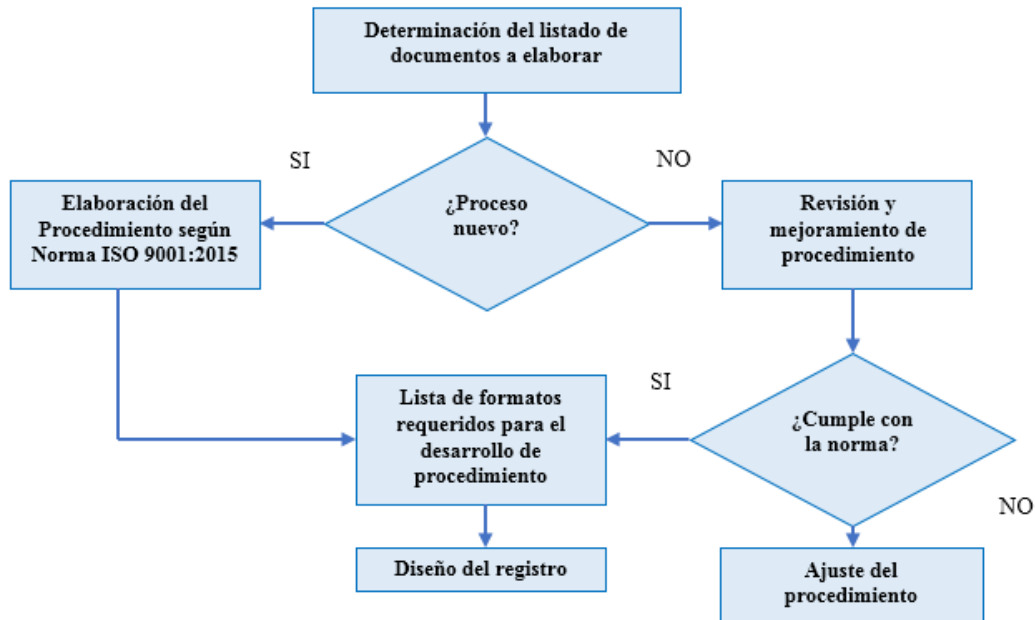 Determinación del listado de
documentos a elaborar
SI
NO
¿Proceso
nuevo?
Elaboración del
Procedimiento según
Norma ISO 9001:2015
Revisión y
mejoramiento de
procedimiento
SI
Lista de formatos
requeridos para el
desarrollo de
procedimiento
¿Cumple con
la norma?
NO
Diseño del registro
Ajuste del
procedimiento